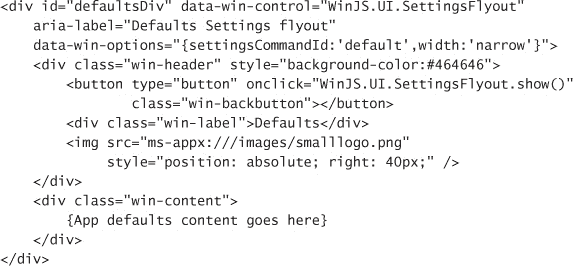 <div id="defaultsDiv" data-win-control="WinJS.UI.SettingsFlyout"
    aria-label="Defaults Settings flyout"
    data-win-options="{settingsCommandId:'default',width:'narrow'}">
    <div class="win-header" style="background-color:#464646">
        <button type="button" onclick="WinJS.UI.SettingsFlyout.show()"
                class="win-backbutton"></button>
        <div class="win-label">Defaults</div>
        <img src="ms-appx:///images/smalllogo.png"
             style="position: absolute; right: 40px;" />
    </div>
    <div class="win-content">
        {App defaults content goes here}
    </div>
</div>